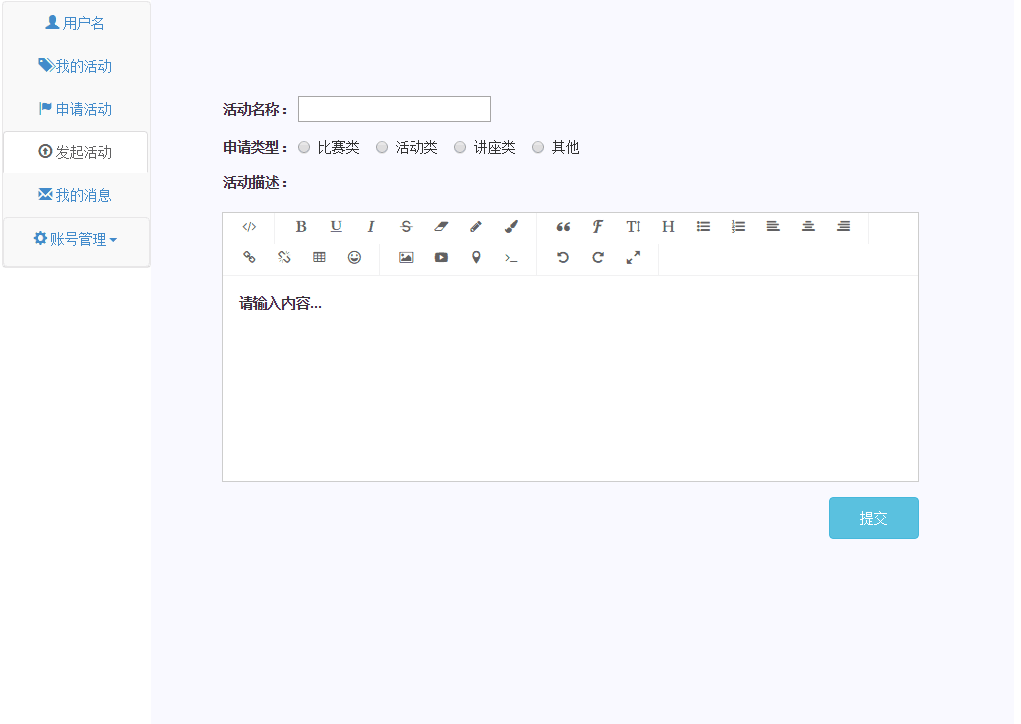 用户名
我的活动
申请活动
发起活动
我的消息
账号管理
活动名称：
申请类型： 比赛类 活动类 讲座类 其他
活动描述：
请输入内容...
提交